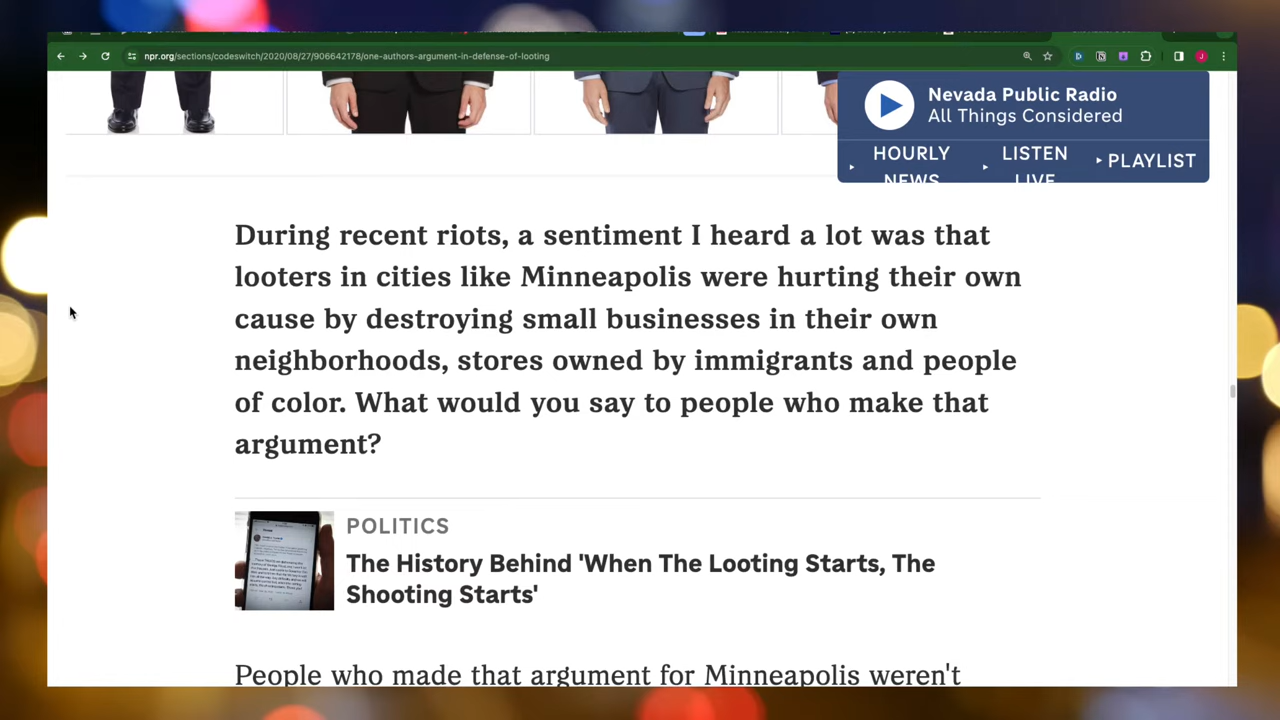 npr.org/sections/codeswitch/2020/08/27/906642178/one-authors-argument-in-defense-of-looting
Nevada Public Radio
All Things Considered
HOURLY NEWS
LISTEN LIVE
PLAYLIST
During recent riots, a sentiment I heard a lot was that
looters in cities like Minneapolis were hurting their own
cause by destroying small businesses in their own
neighborhoods, stores owned by immigrants and people
of color. What would you say to people who make that
argument?
POLITICS
The History Behind 'When The Looting Starts, The
Shooting Starts'
People who made that argument for Minneapolis weren't